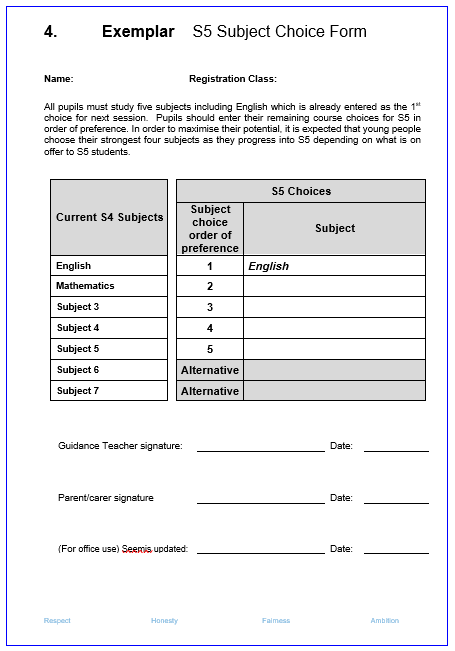 4. Exemplar S5 Subject Choice Form
Name: Registration Class:
All pupils must study five subjects including English which is already entered as the 1st
choice for next session. Pupils should enter their remaining course choices for S5 in
order of preference. In order to maximise their potential, it is expected that young people
choose their strongest four subjects as they progress into S5 depending on what is on
offer to S5 students.
Current S4 Subjects
S5 Choices
Subject
choice
order of
preference
Subject
English 1 English
Mathematics 2
Subject 3 3
Subject 4 4
Subject 5 5
Subject 6 Alternative
Subject 7 Alternative
Guidance Teacher signature: Date:
Parent/carer signature Date:
(For office use) Seemis updated: Date:
Respect Honesty Fairness Ambition